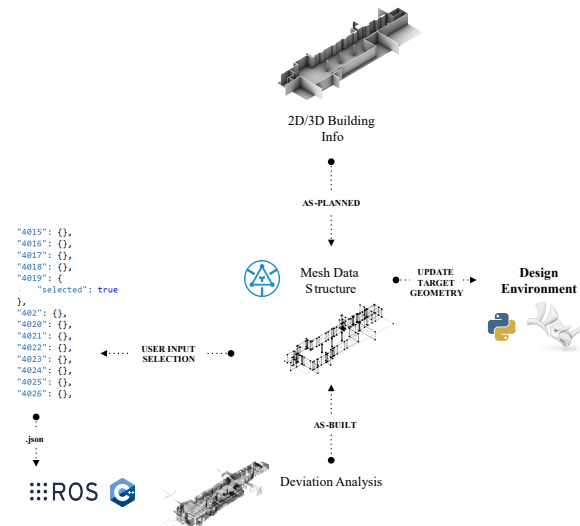 2D/3D Building
Info
AS-PLANNED
"4015": {},
"4016": {},
"4017": {},
"4018": {},
"4019": {
"selected": true
},
"402": {},
"4020": {},
"4021": {},
"4022": {},
"4023": {},
"4024": {},
"4025": {},
"4026": {},
Mesh Data
Structure
UPDATE
TARGET
GEOMETRY
Design
Environment
USER INPUT
SELECTION
AS-BUILT
.json
ROS
C++
Deviation Analysis